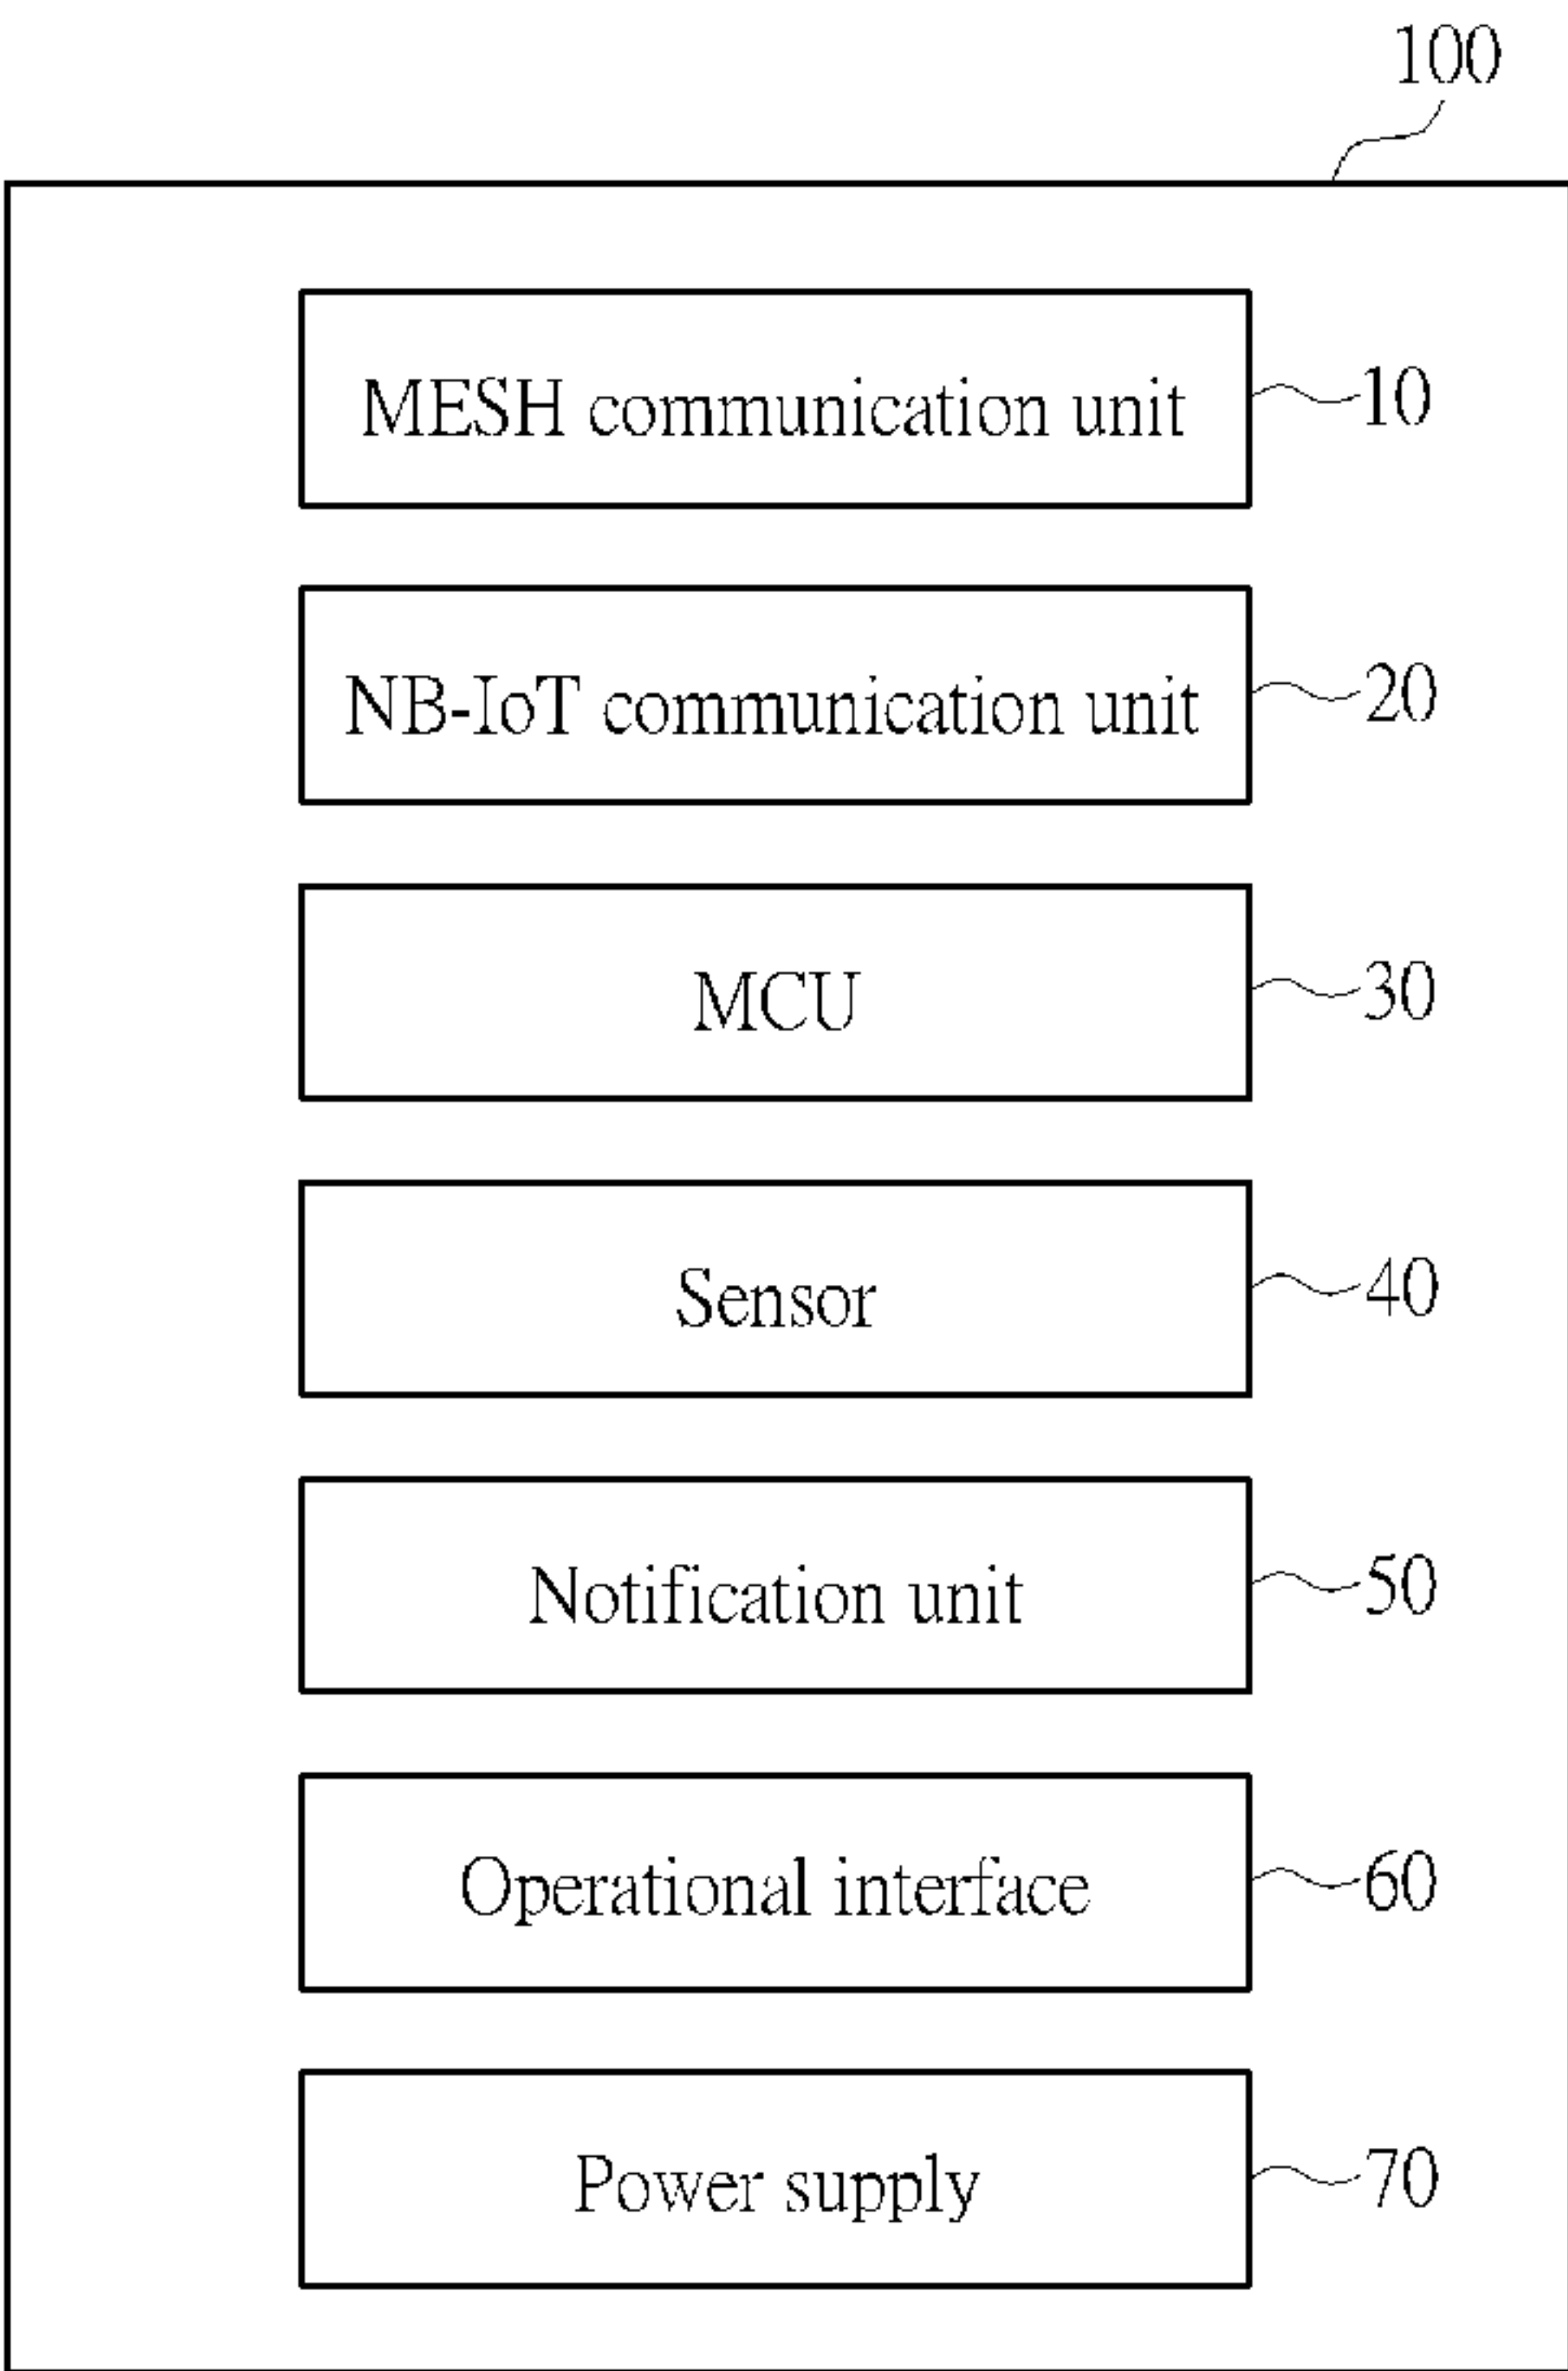 100
MESH communication unit 10
NB-IoT communication unit 20
MCU 30
Sensor 40
Notification unit 50
Operational interface 60
Power supply 70